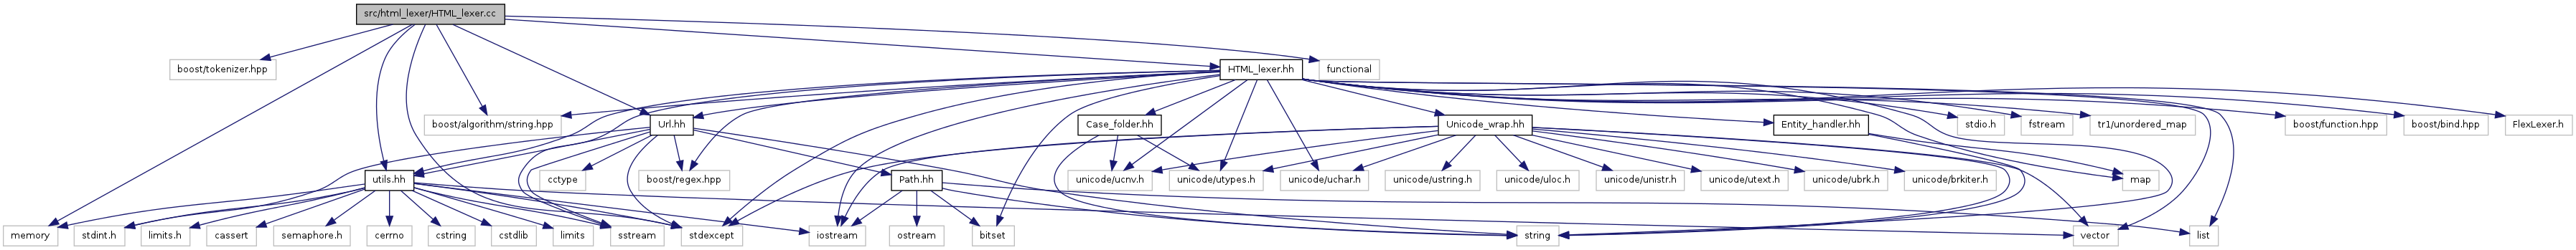 src/html_lexer/HTML_lexer.cc
boost/tokenizer.hpp
HTML_lexer.hh
functional
boost/algorithm/string.hpp
Url.hh
Case_folder.hh
Unicode_wrap.hh
Entity_handler.hh
stdio.h
fstream
tr1/unordered_map
boost/function.hpp
boost/bind.hpp
FlexLexer.h
utils.hh
cctype
boost/regex.hpp
Path.hh
unicode/ucnv.h
unicode/utypes.h
unicode/uchar.h
unicode/ustring.h
unicode/uloc.h
unicode/unistr.h
unicode/utext.h
unicode/ubrk.h
unicode/brkiter.h
map
memory
stdint.h
limits.h
cassert
semaphore.h
cerrno
cstring
cstdlib
limits
sstream
stdexcept
iostream
ostream
bitset
string
vector
list